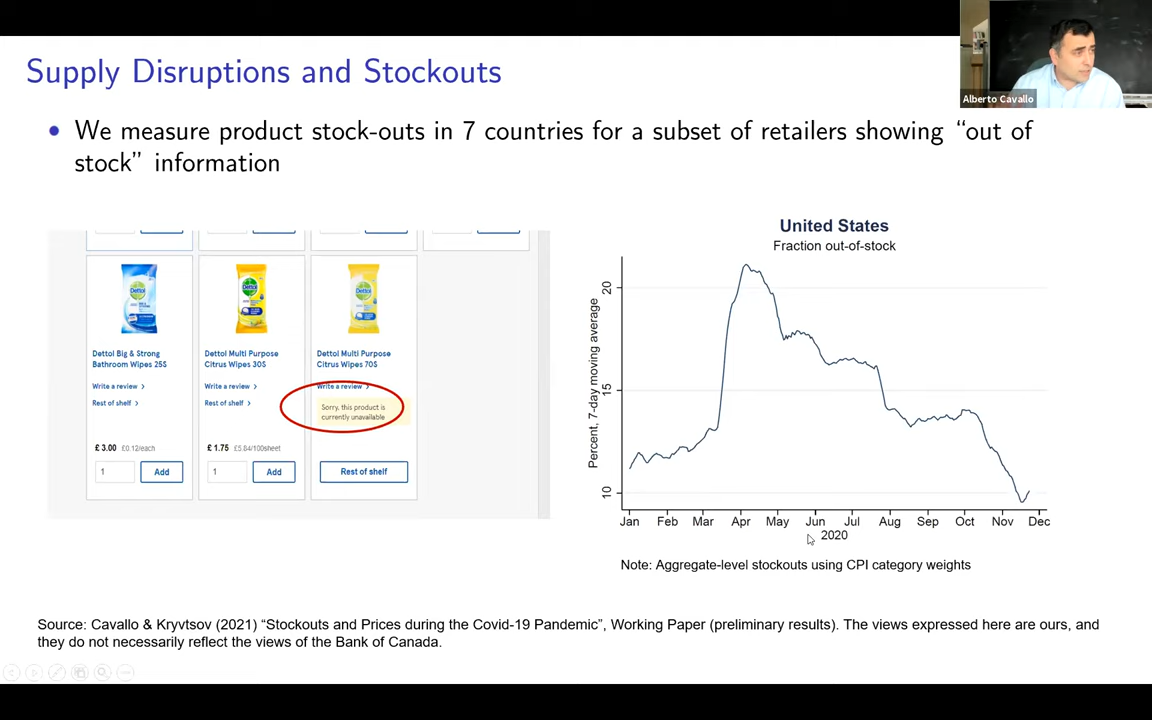 Supply Disruptions and Stockouts
Alberto Cavallo
• We measure product stock-outs in 7 countries for a subset of retailers showing “out of
stock” information
Dettol
Dettol
Dettol
Dettol Big & Strong
Bathroom Wipes 25S
Write a review >
Rest of shelf >
£ 3.00 £0.12/each
1 Add
Dettol Multi Purpose
Citrus Wipes 30S
Write a review >
Rest of shelf >
£ 1.75 £5.84/100sheet
1 Add
Dettol Multi Purpose
Citrus Wipes 70S
Write a review >
Sorry, this product is
currently unavailable
Rest of shelf
United States
Fraction out-of-stock
Percent, 7-day moving average
20
15
10
Jan Feb Mar Apr May Jun Jul Aug Sep Oct Nov Dec
2020
Note: Aggregate-level stockouts using CPI category weights
Source: Cavallo & Kryvtsov (2021) “Stockouts and Prices during the Covid-19 Pandemic”, Working Paper (preliminary results). The views expressed here are ours, and
they do not necessarily reflect the views of the Bank of Canada.